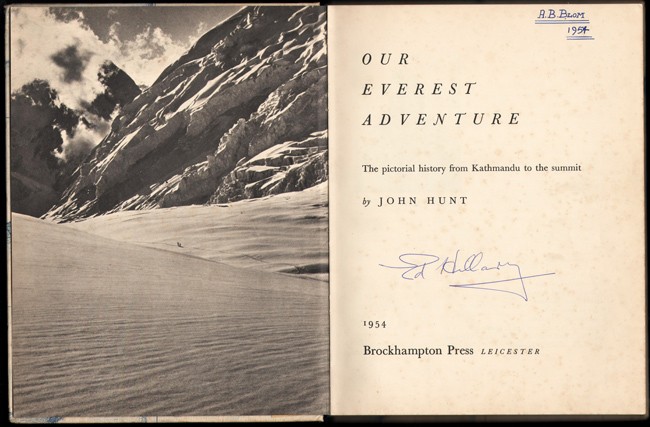 A.B. BLOM
1954
OUR
EVEREST
ADVENTURE
The pictorial history from Kathmandu to the summit
by JOHN HUNT
Ed Hillary
1954
Brockhampton Press LEICESTER